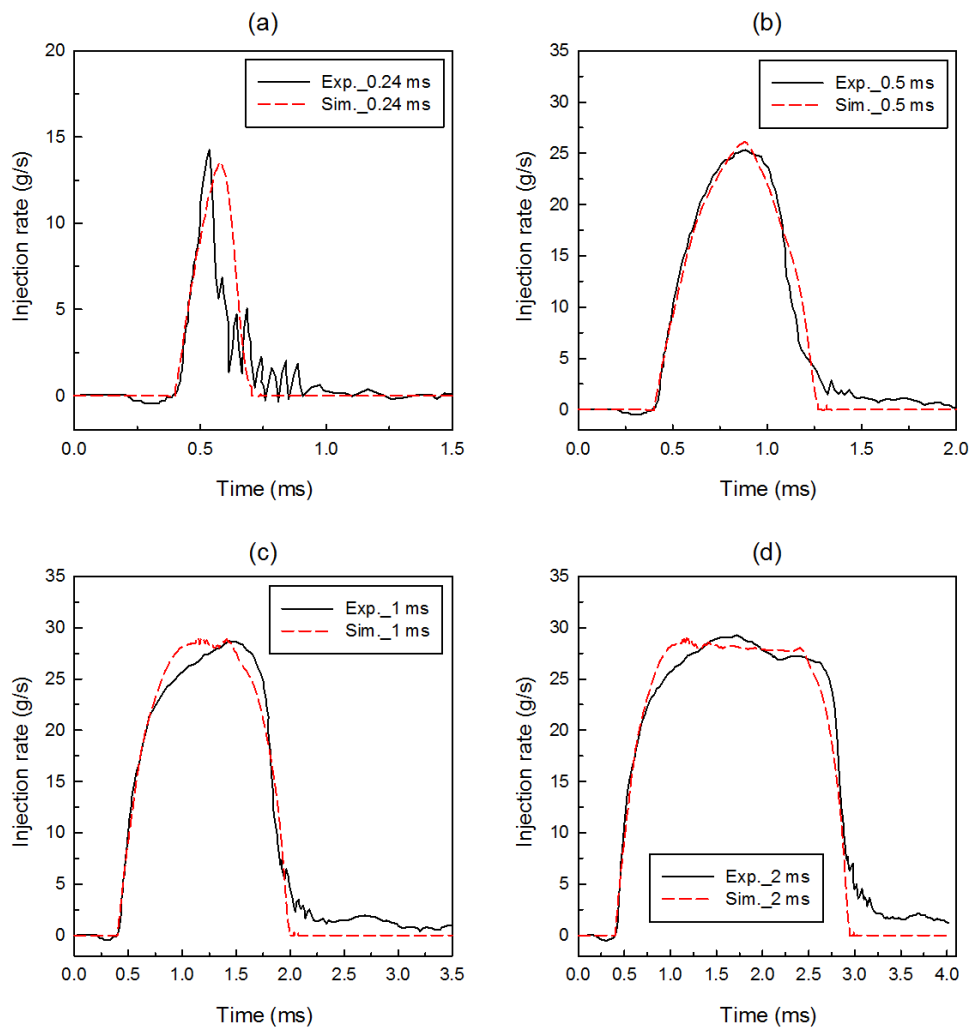 (a)
20
15
10
5
0
Injection rate (g/s)
Exp._0.24 ms
Sim._0.24 ms
0.0 0.5 1.0 1.5
Time (ms)
(b)
35
30
25
20
15
10
5
0
Injection rate (g/s)
Exp._0.5 ms
Sim._0.5 ms
0.0 0.5 1.0 1.5 2.0
Time (ms)
(c)
35
30
25
20
15
10
5
0
Injection rate (g/s)
Exp._1 ms
Sim._1 ms
0.0 0.5 1.0 1.5 2.0 2.5 3.0 3.5
Time (ms)
(d)
35
30
25
20
15
10
5
0
Injection rate (g/s)
Exp._2 ms
Sim._2 ms
0.0 0.5 1.0 1.5 2.0 2.5 3.0 3.5 4.0
Time (ms)